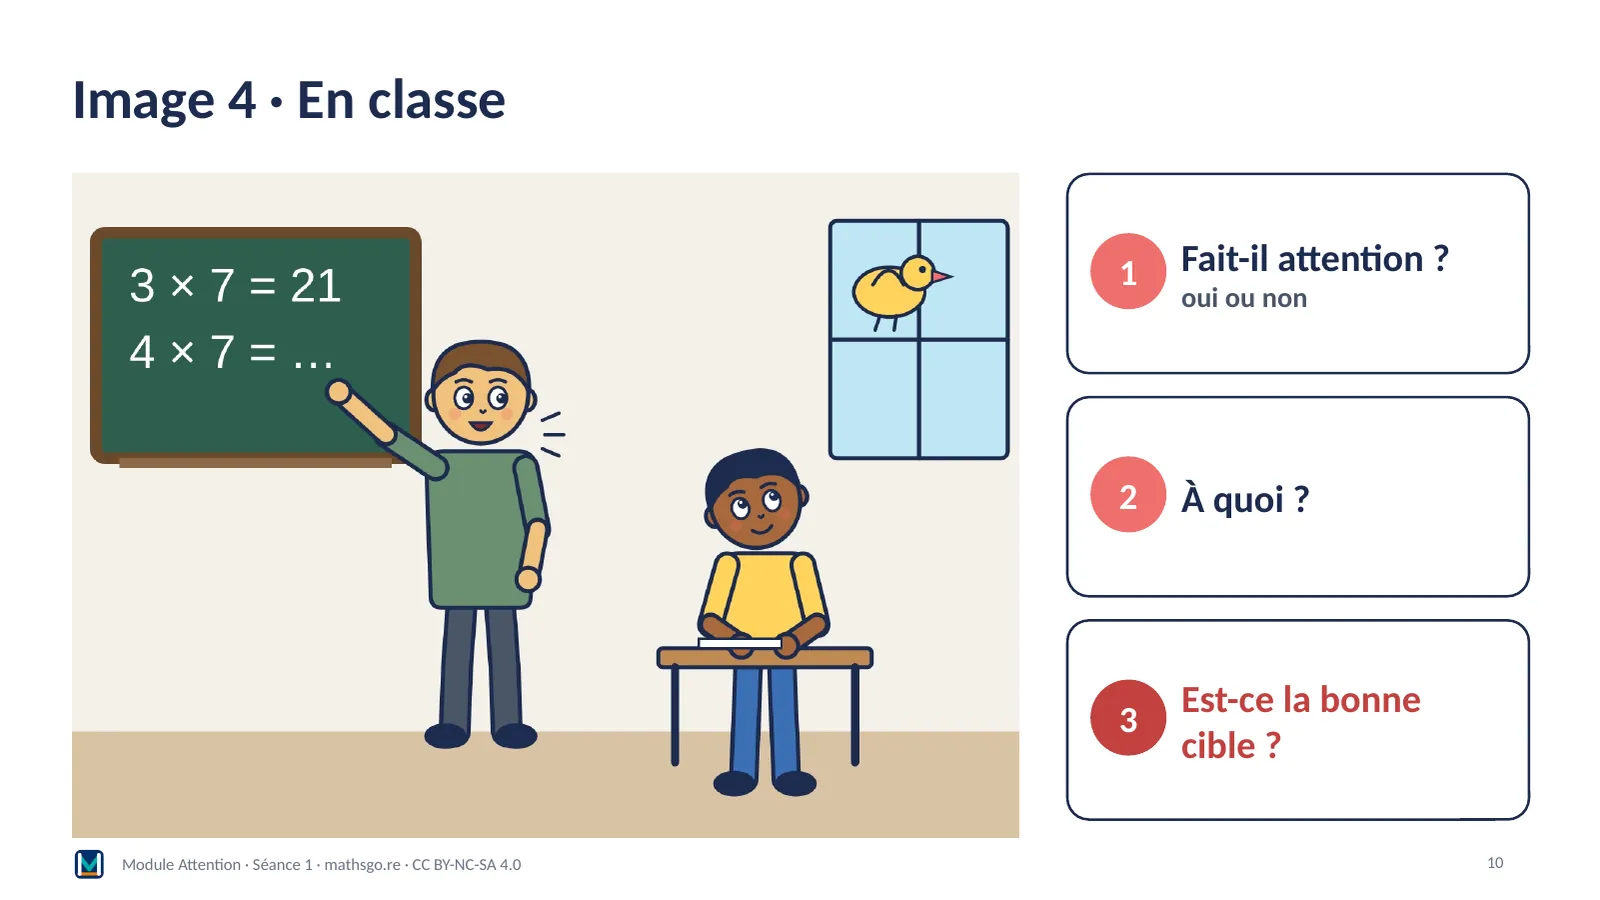 Image 4 · En classe
3 × 7 = 21
4 × 7 = ...
1
Fait-il attention ?
oui ou non
2
À quoi ?
3
Est-ce la bonne
cible ?
Module Attention · Séance 1 · mathsgo.re · CC BY-NC-SA 4.0
10